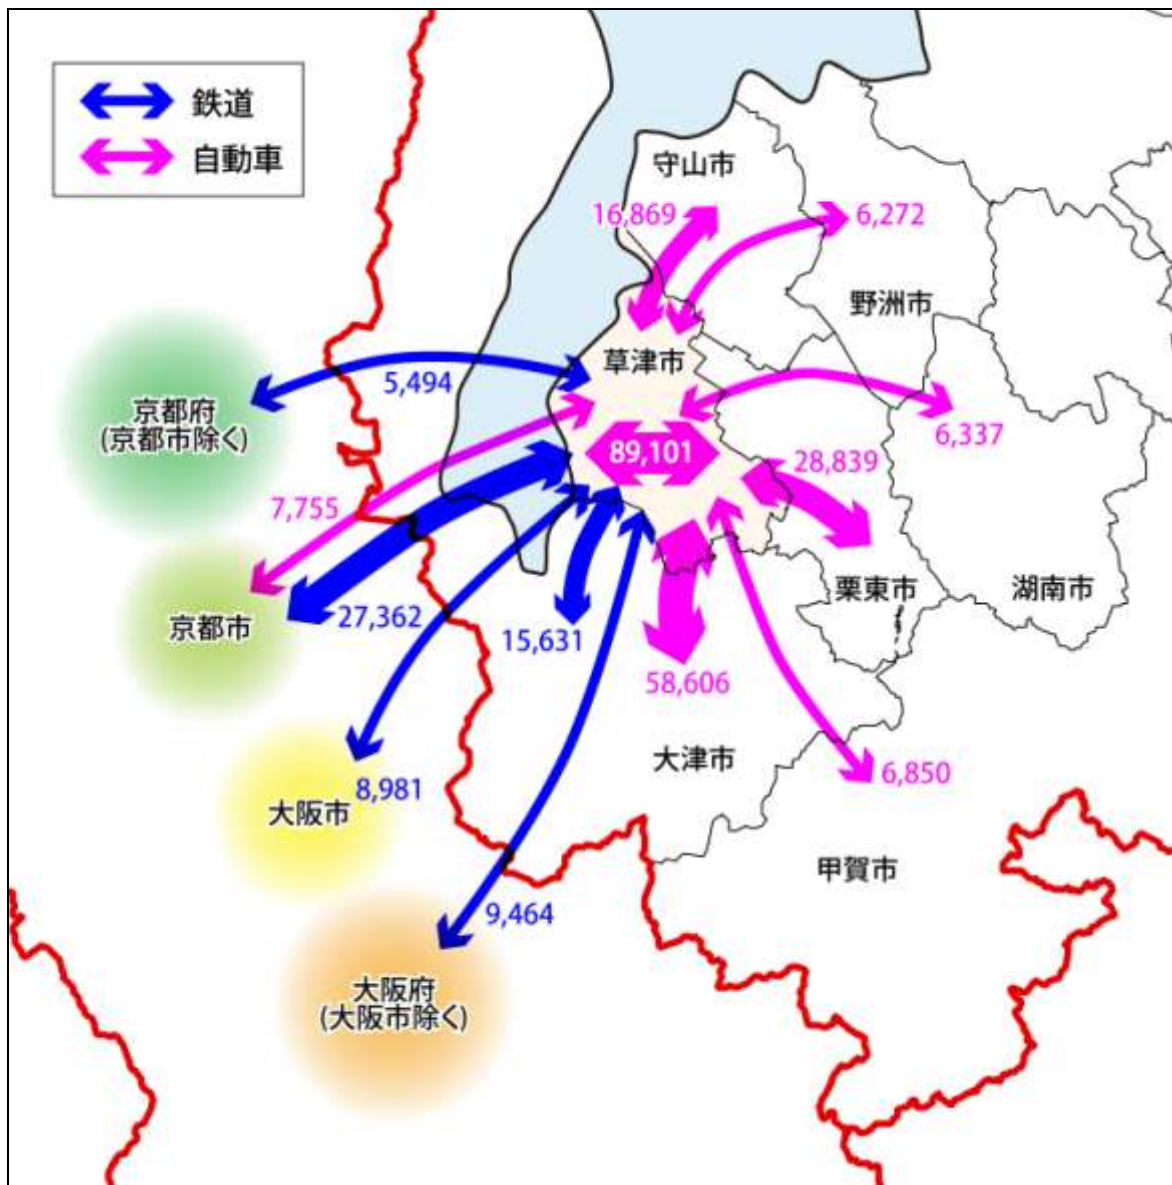 鉄道
自動車
守山市
16,869
6,272
野洲市
草津市
5,494
京都府
(京都市除く)
6,337
89,101
28,839
7,755
栗東市
湖南市
27,362
京都市
15,631
58,606
大津市
6,850
8,981
大阪市
甲賀市
9,464
大阪府
(大阪市除く)